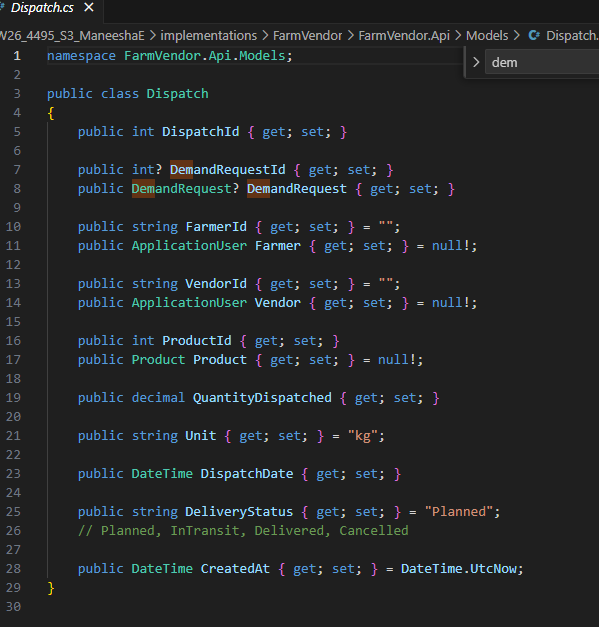 Dispatch.cs ×
W26_4495_S3_ManeeshaE > implementations > FarmVendor > FarmVendor.Api > Models > Dispatch.
> dem
1 namespace FarmVendor.Api.Models;
2
3 public class Dispatch
4 {
5     public int DispatchId { get; set; }
6
7     public int? DemandRequestId { get; set; }
8     public DemandRequest? DemandRequest { get; set; }
9
10     public string FarmerId { get; set; } = "";
11     public ApplicationUser Farmer { get; set; } = null!;
12
13     public string VendorId { get; set; } = "";
14     public ApplicationUser Vendor { get; set; } = null!;
15
16     public int ProductId { get; set; }
17     public Product Product { get; set; } = null!;
18
19     public decimal QuantityDispatched { get; set; }
20
21     public string Unit { get; set; } = "kg";
22
23     public DateTime DispatchDate { get; set; }
24
25     public string DeliveryStatus { get; set; } = "Planned";
26     // Planned, InTransit, Delivered, Cancelled
27
28     public DateTime CreatedAt { get; set; } = DateTime.UtcNow;
29 }
30